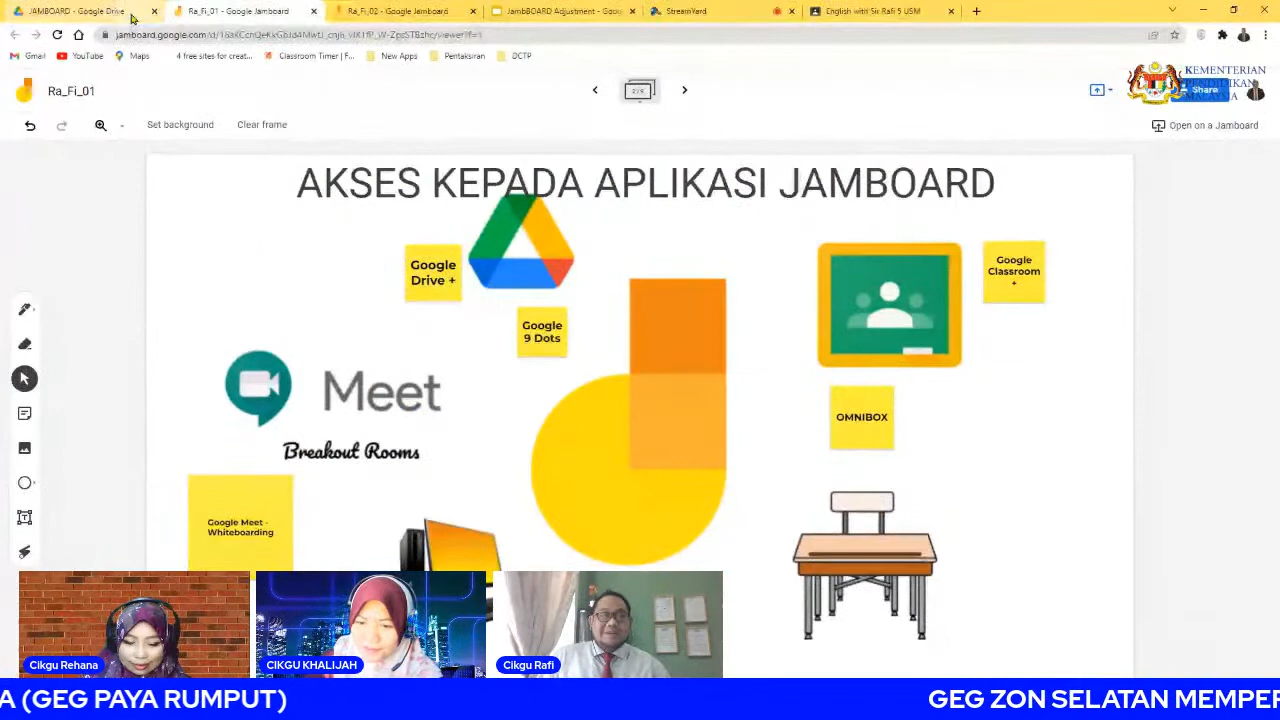 JAMBOARD - Google Drive
Ra_Fi_01 - Google Jamboard
Ra_Fi_02 - Google Jamboard
JambBOARD Adjustment - Goo
StreamYard
English with Sir Rafi 5 USM
Gmail
YouTube
Maps
4 free sites for creat...
Classroom Timer | F...
New Apps
Pentaksiran
DCTP
Ra_Fi_01
KEMENTERIAN
PENDIDIKAN
MALAYSIA
Share
Set background
Clear frame
Open on a Jamboard
AKSES KEPADA APLIKASI JAMBOARD
Google
Drive +
Google
9 Dots
Google
Classroom
+
Meet
Breakout Rooms
OMNIBOX
Google Meet -
Whiteboarding
Cikgu Rehana
CIKGU KHALIJAH
Cikgu Rafi
A (GEG PAYA RUMPUT)
GEG ZON SELATAN MEMPER